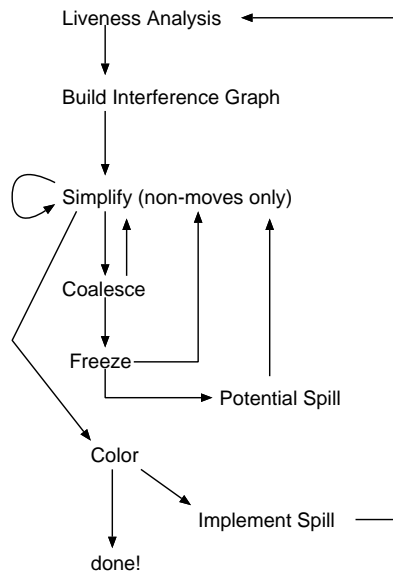 Liveness Analysis
Build Interference Graph
Simplify (non-moves only)
Coalesce
Freeze
Potential Spill
Color
Implement Spill
done!